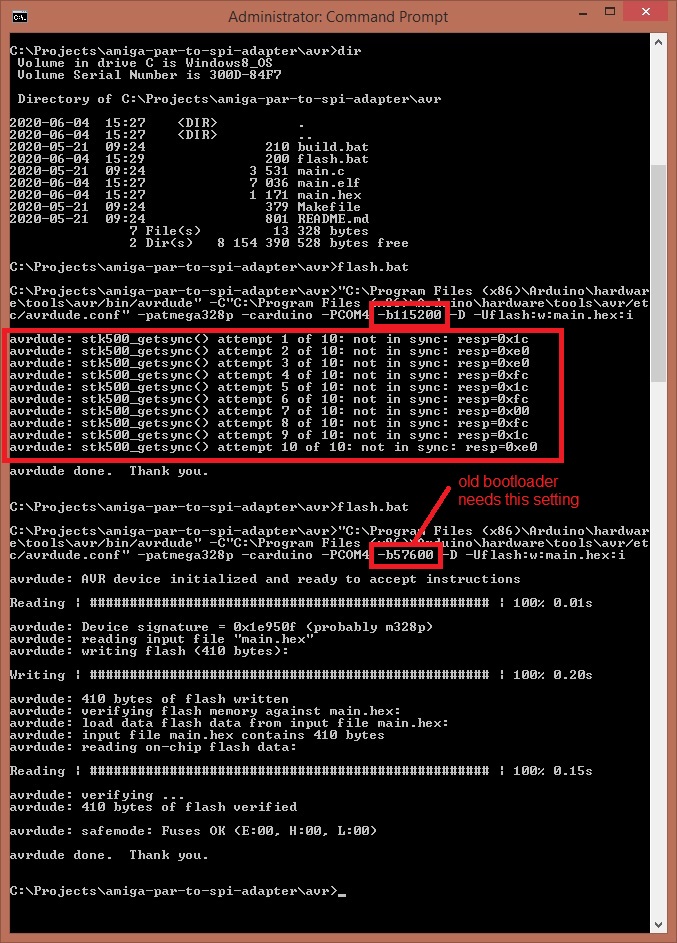 Administrator: Command Prompt
C:\Projects\amiga-par-to-spi-adapter\avr>dir
Volume in drive C is Windows8_OS
Volume Serial Number is 300D-84F7
Directory of C:\Projects\amiga-par-to-spi-adapter\avr
2020-06-04  15:27    <DIR>          .
2020-06-04  15:27    <DIR>          ..
2020-05-21  09:24               210 build.bat
2020-06-04  15:29               200 flash.bat
2020-05-21  09:24             3 531 main.c
2020-06-04  15:27             7 036 main.elf
2020-06-04  15:27             1 171 main.hex
2020-05-21  09:24               379 Makefile
2020-05-21  09:24               801 README.md
7 File(s)         13 328 bytes
2 Dir(s)   8 154 390 528 bytes free
C:\Projects\amiga-par-to-spi-adapter\avr>flash.bat
C:\Projects\amiga-par-to-spi-adapter\avr>"C:\Program Files (x86)\Arduino\hardwar
e\tools\avr/bin/avrdude" -C"C:\Program Files (x86)\Arduino\hardware\tools\avr/et
c/avrdude.conf" -patmega328p -carduino -PCOM4 -b115200 -D -Uflash:w:main.hex:i
avrdude: stk500_getsync() attempt 1 of 10: not in sync: resp=0x1c
avrdude: stk500_getsync() attempt 2 of 10: not in sync: resp=0xe0
avrdude: stk500_getsync() attempt 3 of 10: not in sync: resp=0xe0
avrdude: stk500_getsync() attempt 4 of 10: not in sync: resp=0xfc
avrdude: stk500_getsync() attempt 5 of 10: not in sync: resp=0x1c
avrdude: stk500_getsync() attempt 6 of 10: not in sync: resp=0xfc
avrdude: stk500_getsync() attempt 7 of 10: not in sync: resp=0x00
avrdude: stk500_getsync() attempt 8 of 10: not in sync: resp=0xfc
avrdude: stk500_getsync() attempt 9 of 10: not in sync: resp=0x1c
avrdude: stk500_getsync() attempt 10 of 10: not in sync: resp=0xe0
avrdude done.  Thank you.
old bootloader
needs this setting
C:\Projects\amiga-par-to-spi-adapter\avr>flash.bat
C:\Projects\amiga-par-to-spi-adapter\avr>"C:\Program Files (x86)\Arduino\hardwar
e\tools\avr/bin/avrdude" -C"C:\Program Files (x86)\Arduino\hardware\tools\avr/et
c/avrdude.conf" -patmega328p -carduino -PCOM4 -b57600 -D -Uflash:w:main.hex:i
avrdude: AVR device initialized and ready to accept instructions
Reading | ################################################## | 100% 0.01s
avrdude: Device signature = 0x1e950f (probably m328p)
avrdude: reading input file "main.hex"
avrdude: writing flash (410 bytes):
Writing | ################################################## | 100% 0.20s
avrdude: 410 bytes of flash written
avrdude: verifying flash memory against main.hex:
avrdude: load data flash data from input file main.hex:
avrdude: input file main.hex contains 410 bytes
avrdude: reading on-chip flash data:
Reading | ################################################## | 100% 0.15s
avrdude: verifying ...
avrdude: 410 bytes of flash verified
avrdude: safemode: Fuses OK (E:00, H:00, L:00)
avrdude done.  Thank you.
C:\Projects\amiga-par-to-spi-adapter\avr>_